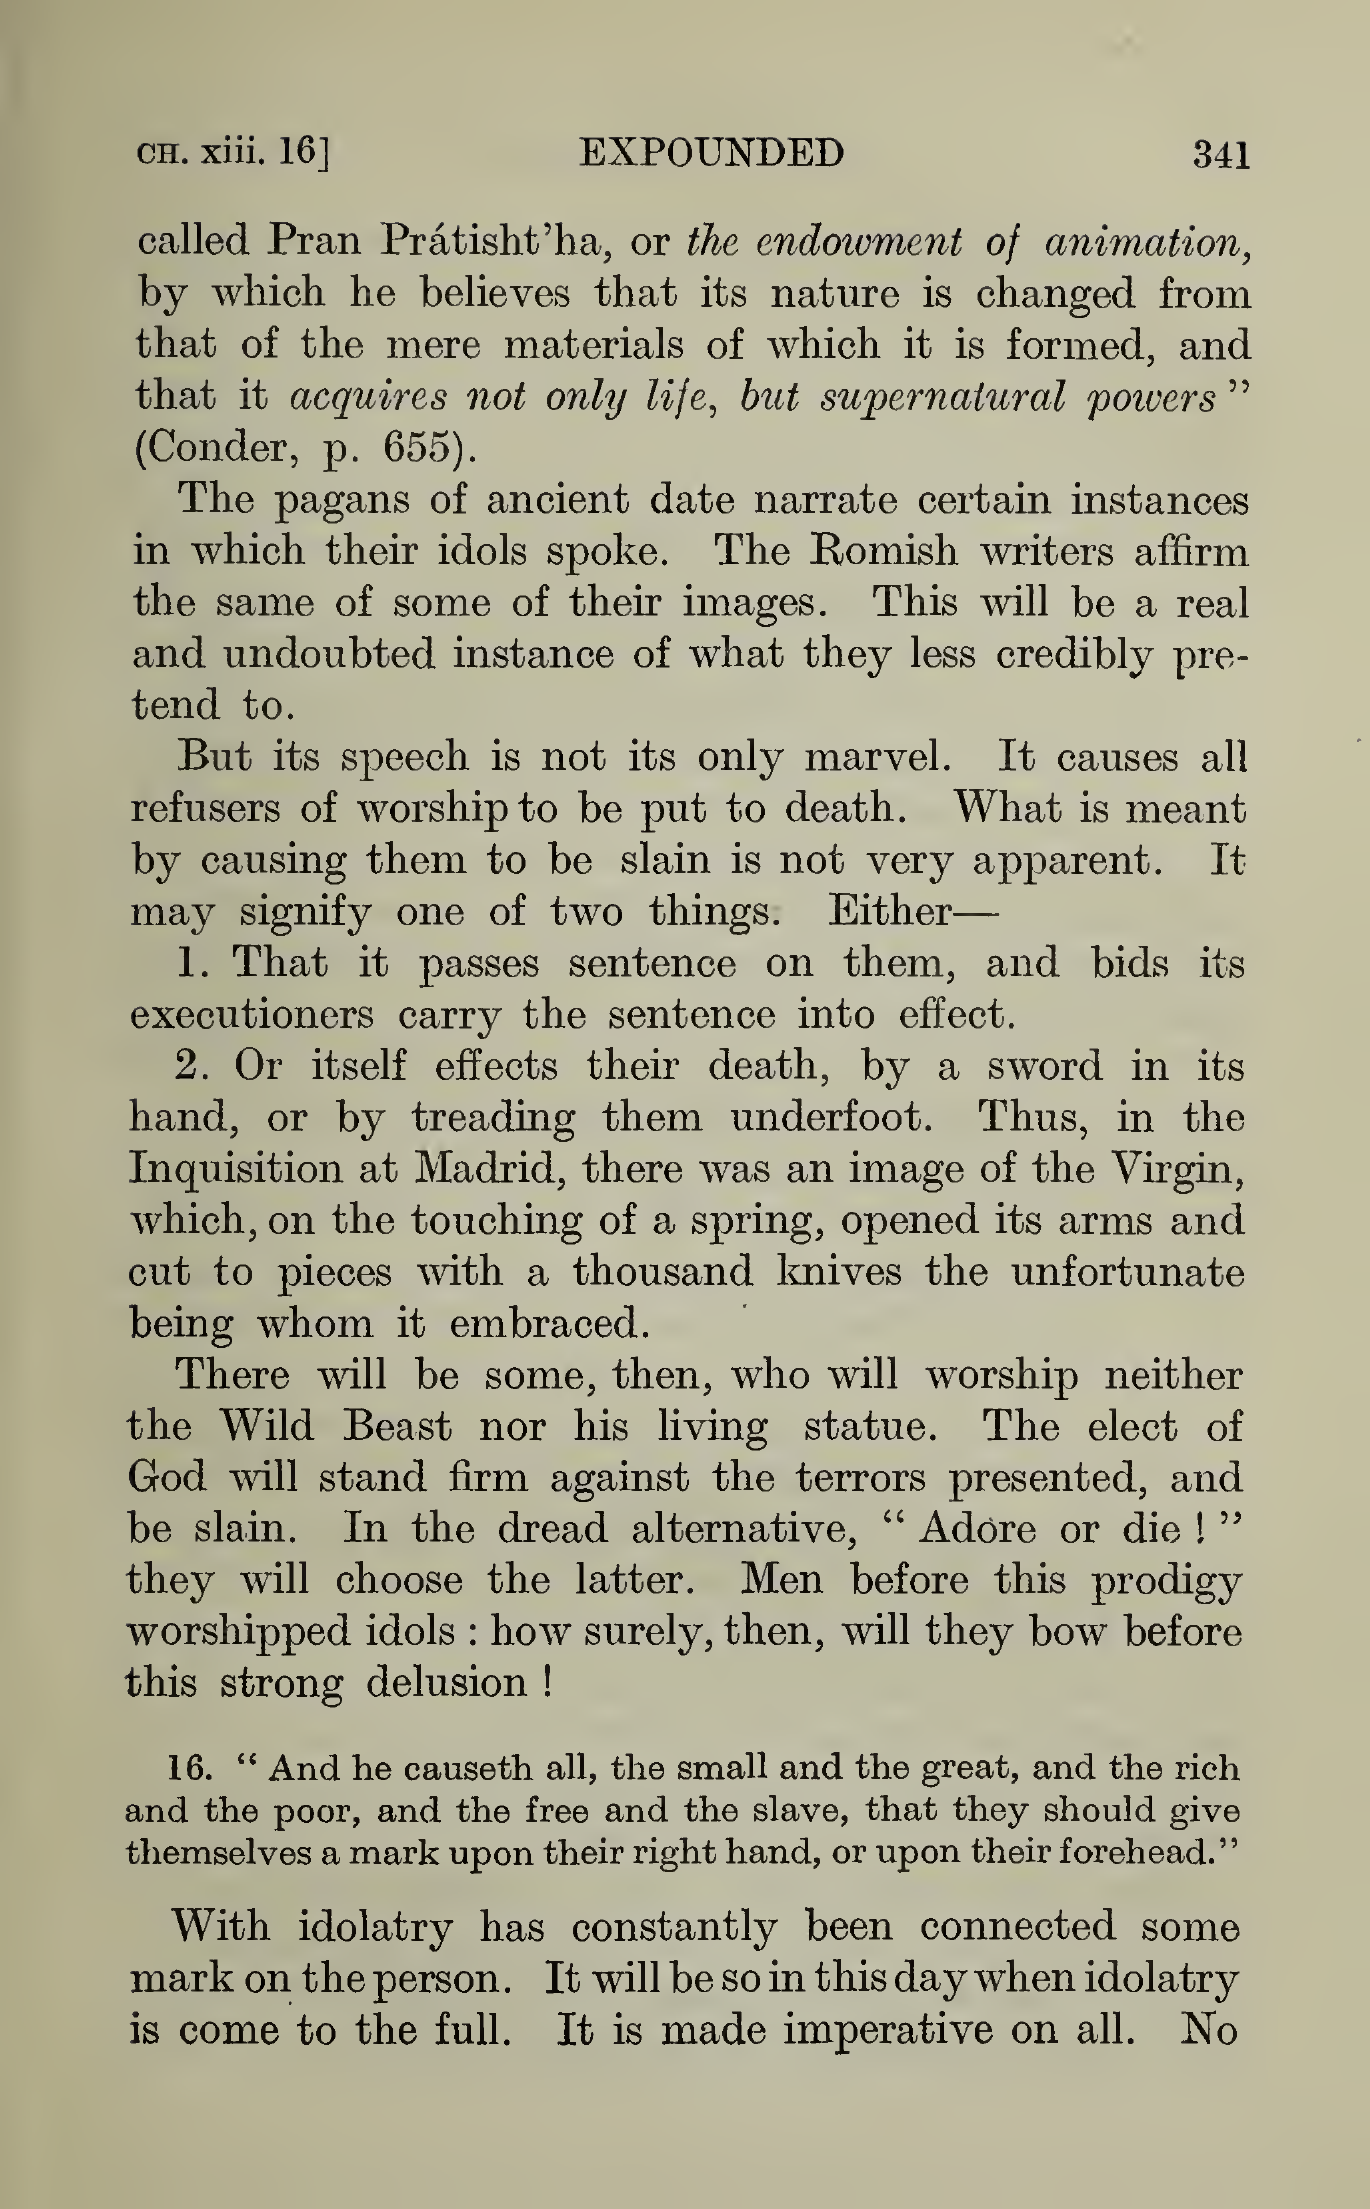 CH. xiii. 16] EXPOUNDED 341
called Pran Prátisht’ha, or the endowment of animation,
by which he believes that its nature is changed from
that of the mere materials of which it is formed, and
that it acquires not only life, but supernatural powers ”
(Conder, p. 655).
The pagans of ancient date narrate certain instances
in which their idols spoke. The Romish writers affirm
the same of some of their images. This will be a real
and undoubted instance of what they less credibly pre-
tend to.
But its speech is not its only marvel. It causes all
refusers of worship to be put to death. What is meant
by causing them to be slain is not very apparent. It
may signify one of two things. Either—
1. That it passes sentence on them, and bids its
executioners carry the sentence into effect.
2. Or itself effects their death, by a sword in its
hand, or by treading them underfoot. Thus, in the
Inquisition at Madrid, there was an image of the Virgin,
which, on the touching of a spring, opened its arms and
cut to pieces with a thousand knives the unfortunate
being whom it embraced.
There will be some, then, who will worship neither
the Wild Beast nor his living statue. The elect of
God will stand firm against the terrors presented, and
be slain. In the dread alternative, “ Adore or die ! ”
they will choose the latter. Men before this prodigy
worshipped idols : how surely, then, will they bow before
this strong delusion !
16. “ And he causeth all, the small and the great, and the rich
and the poor, and the free and the slave, that they should give
themselves a mark upon their right hand, or upon their forehead.”
With idolatry has constantly been connected some
mark on the person. It will be so in this day when idolatry
is come to the full. It is made imperative on all. No